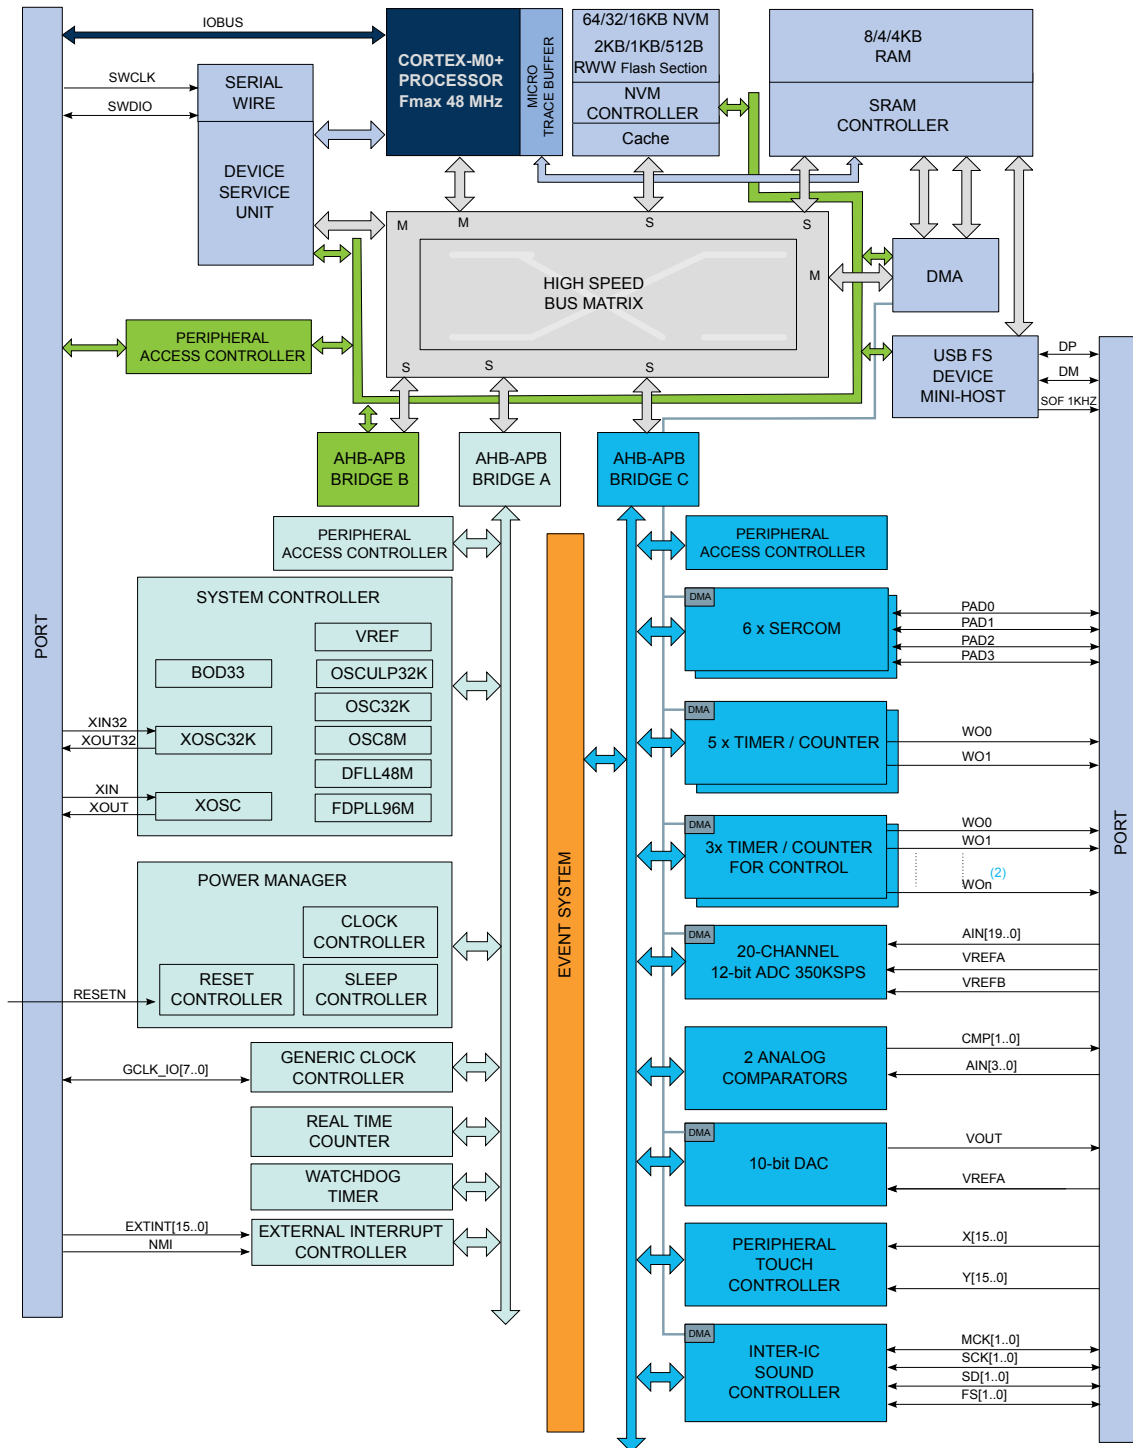 IOBUS
SWCLK
SWDIO
SERIAL
WIRE
DEVICE
SERVICE
UNIT
CORTEX-M0+
PROCESSOR
Fmax 48 MHz
MICRO
TRACE BUFFER
64/32/16KB NVM
2KB/1KB/512B
RWW Flash Section
NVM
CONTROLLER
Cache
8/4/4KB
RAM
SRAM
CONTROLLER
M
M
S
S
HIGH SPEED
BUS MATRIX
M
DMA
S
S
S
PERIPHERAL
ACCESS CONTROLLER
USB FS
DEVICE
MINI-HOST
DP
DM
SOF 1KHZ
AHB-APB
BRIDGE B
AHB-APB
BRIDGE A
AHB-APB
BRIDGE C
PORT
PERIPHERAL
ACCESS CONTROLLER
SYSTEM CONTROLLER
VREF
BOD33
OSCULP32K
OSC32K
XIN32
XOUT32
XOSC32K
OSC8M
DFLL48M
XIN
XOUT
XOSC
FDPLL96M
POWER MANAGER
CLOCK
CONTROLLER
RESETN
RESET
CONTROLLER
SLEEP
CONTROLLER
GCLK_IO[7..0]
GENERIC CLOCK
CONTROLLER
REAL TIME
COUNTER
WATCHDOG
TIMER
EXTINT[15..0]
NMI
EXTERNAL INTERRUPT
CONTROLLER
EVENT SYSTEM
PERIPHERAL
ACCESS CONTROLLER
DMA
6 x SERCOM
PAD0
PAD1
PAD2
PAD3
DMA
5 x TIMER / COUNTER
WO0
WO1
DMA
3x TIMER / COUNTER
FOR CONTROL
WO0
WO1
(2)
WOn
DMA
20-CHANNEL
12-bit ADC 350KSPS
AIN[19..0]
VREFA
VREFB
2 ANALOG
COMPARATORS
CMP[1..0]
AIN[3..0]
DMA
10-bit DAC
VOUT
VREFA
PERIPHERAL
TOUCH
CONTROLLER
X[15..0]
Y[15..0]
DMA
INTER-IC
SOUND
CONTROLLER
MCK[1..0]
SCK[1..0]
SD[1..0]
FS[1..0]
PORT